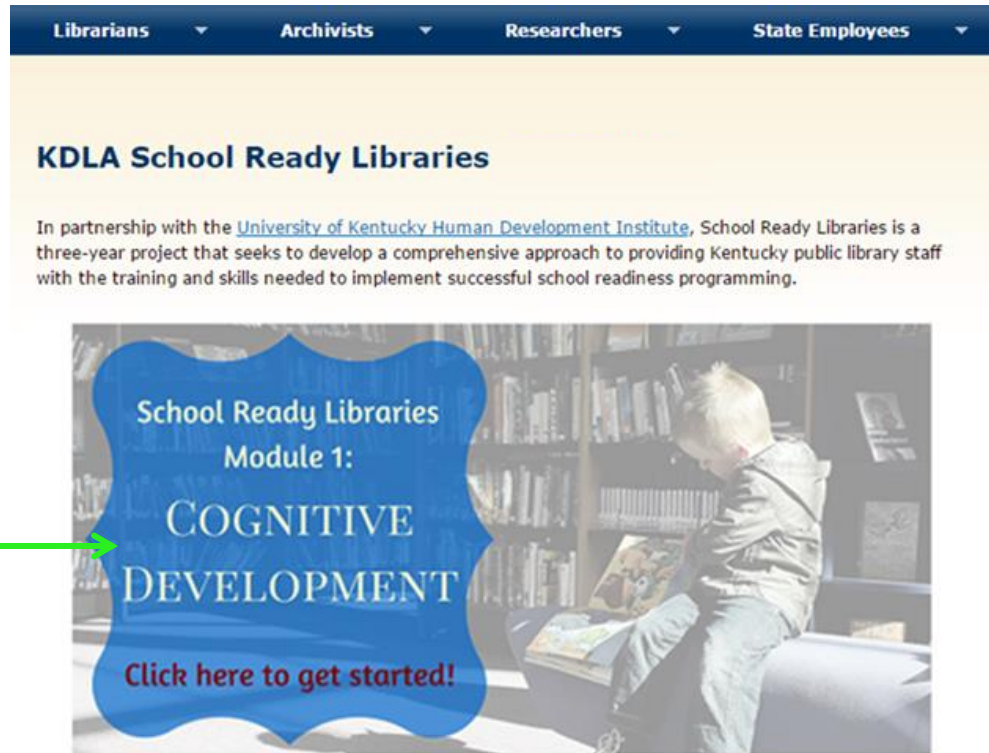 Librarians Archivists Researchers State Employees
KDLA School Ready Libraries
In partnership with the University of Kentucky Human Development Institute, School Ready Libraries is a
three-year project that seeks to develop a comprehensive approach to providing Kentucky public library staff
with the training and skills needed to implement successful school readiness programming.
School Ready Libraries
Module 1:
COGNITIVE
DEVELOPMENT
Click here to get started!